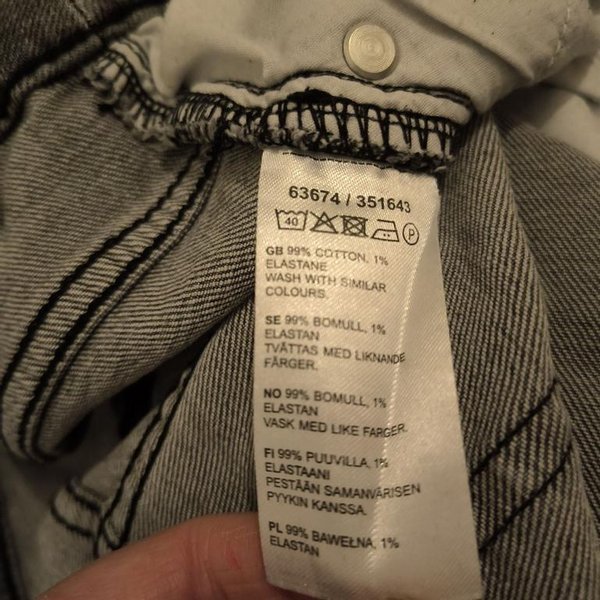 63674 / 351643
40 P
GB 99% COTTON, 1%
ELASTANE
WASH WITH SIMILAR
COLOURS.
SE 99% BOMULL, 1%
ELASTAN
TVÄTTAS MED LIKNANDE
FÄRGER.
NO 99% BOMULL, 1%
ELASTAN
VASK MED LIKE FARGER.
FI 99% PUUVILLA, 1%
ELASTAANI
PESTÄÄN SAMANVÄRISEN
PYYKIN KANSSA.
PL 99% BAWEŁNA, 1%
ELASTAN